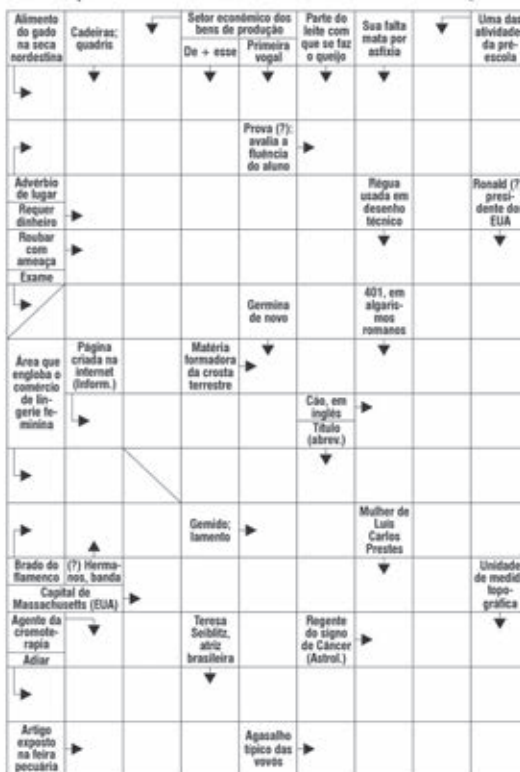 Alimento
do gado
na seca
nordestina
Cadeiras;
quadris
Setor econômico dos
bens de produção
De + esse
Primeira
vogal
Parte do
leite com
que se faz
o queijo
Sua falta
mata por
asfixia
Uma das
atividade
da pré-
escola
Prova (?):
avalia a
fluência
do aluno
Advérbio
de lugar
Requer
dinheiro
Régua
usada em
desenho
técnico
Ronald (?
presi-
dente do
EUA
Roubar
com
ameaça
Exame
Germina
de novo
401, em
algaris-
mos
romanos
Área que
engloba o
comércio
de lin-
gerie fe-
minina
Página
criada na
internet
(Inform.)
Matéria
formadora
da crosta
terrestre
Cão, em
inglês
Título
(abrev.)
Gemido;
lamento
Mulher de
Luís
Carlos
Prestes
Brado do
flamenco
(?) Herma-
nos, banda
Capital de
Massachusetts (EUA)
Unidade
de medid
topo-
gráfica
Agente da
cromote-
rapia
Adiar
Teresa
Seiblitz,
atriz
brasileira
Regente
do signo
de Câncer
(Astrol.)
Artigo
exposto
na feira
pecuária
Agasalho
típico das
vovós